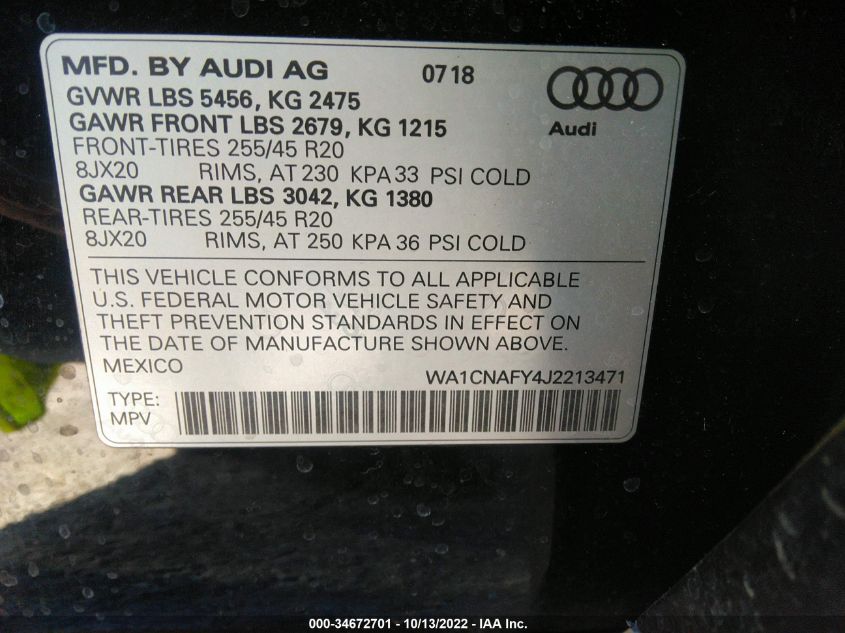 MFD. BY AUDI AG 0718
GVWR LBS 5456, KG 2475
GAWR FRONT LBS 2679, KG 1215
FRONT-TIRES 255/45 R20
8JX20 RIMS, AT 230 KPA 33 PSI COLD
GAWR REAR LBS 3042, KG 1380
REAR-TIRES 255/45 R20
8JX20 RIMS, AT 250 KPA 36 PSI COLD
Audi
THIS VEHICLE CONFORMS TO ALL APPLICABLE
U.S. FEDERAL MOTOR VEHICLE SAFETY AND
THEFT PREVENTION STANDARDS IN EFFECT ON
THE DATE OF MANUFACTURE SHOWN ABOVE.
MEXICO
WA1CNAFY4J2213471
TYPE:
MPV
000-34672701 - 10/13/2022 - IAA Inc.